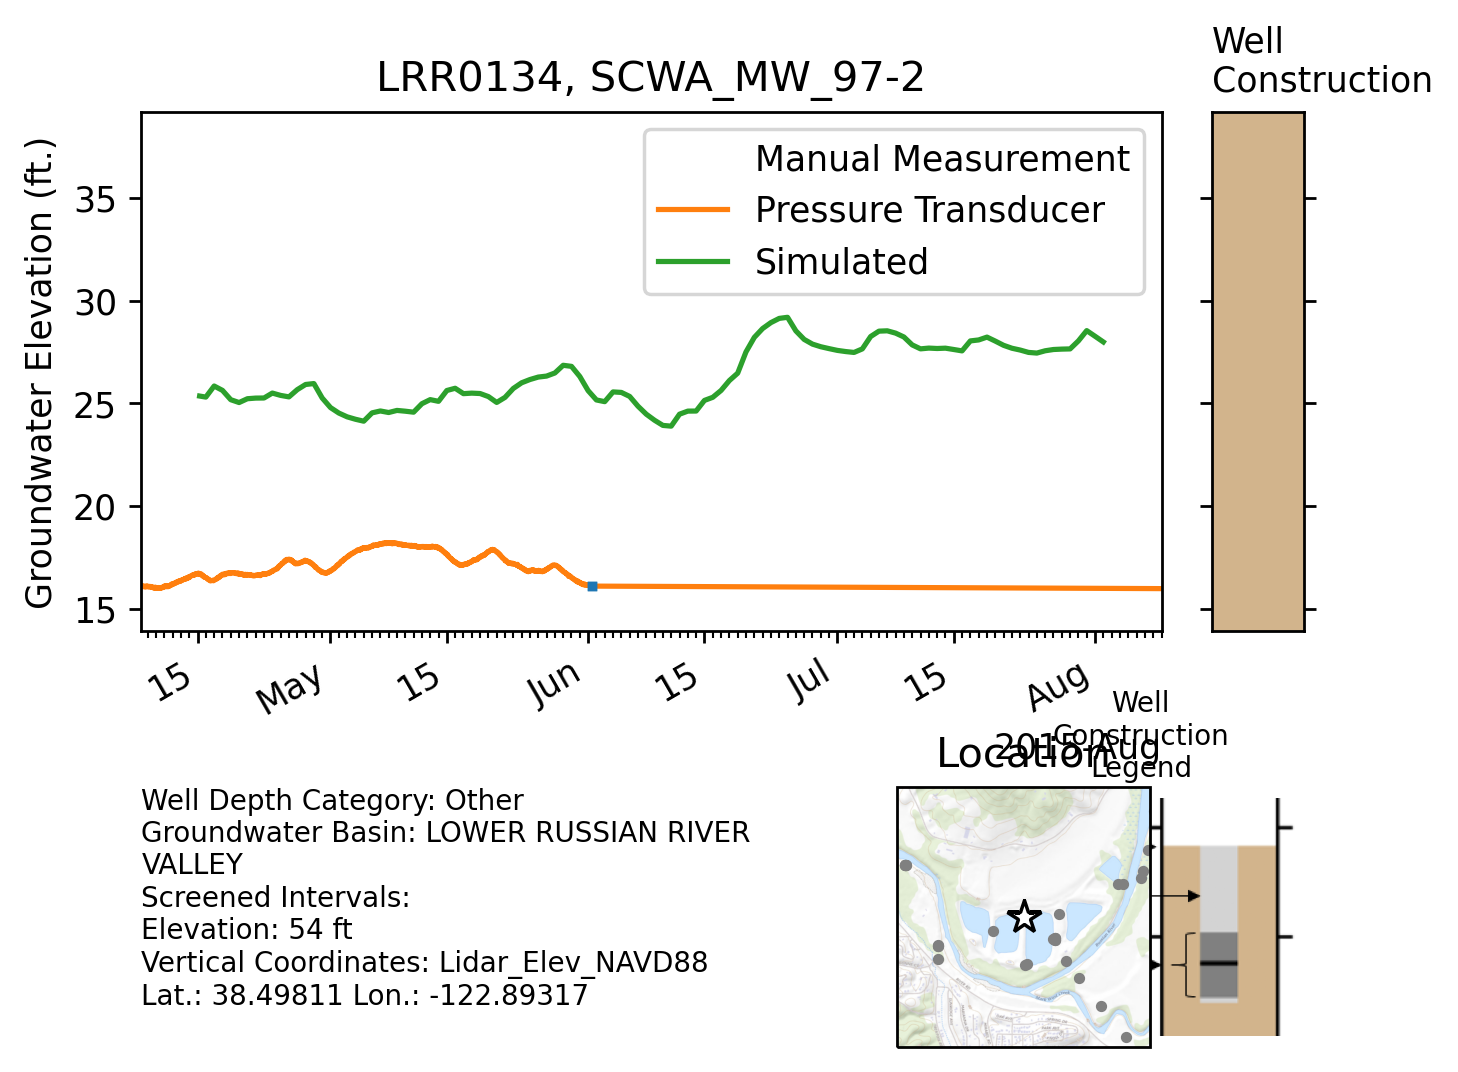 Well
Construction
LRR0134, SCWA_MW_97-2
Groundwater Elevation (ft.)
35
30
25
20
15
Manual Measurement
Pressure Transducer
Simulated
15
May
15
Jun
15
Jul
15
Aug
2015-Aug
Location
Well
Construction
Legend
Well Depth Category: Other
Groundwater Basin: LOWER RUSSIAN RIVER
VALLEY
Screened Intervals:
Elevation: 54 ft
Vertical Coordinates: Lidar_Elev_NAVD88
Lat.: 38.49811 Lon.: -122.89317